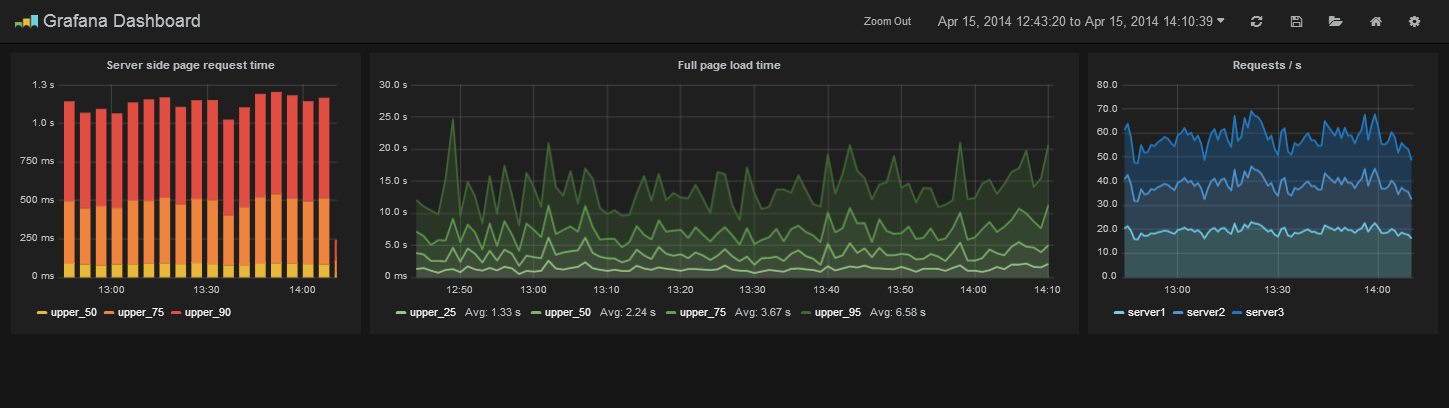 Grafana Dashboard
Zoom Out Apr 15, 2014 12:43:20 to Apr 15, 2014 14:10:39
Server side page request time
1.3 s
1.0 s
750 ms
500 ms
250 ms
0 ms
13:00 13:30 14:00
upper_50 upper_75 upper_90
Full page load time
30.0 s
25.0 s
20.0 s
15.0 s
10.0 s
5.0 s
0 ms
12:50 13:00 13:10 13:20 13:30 13:40 13:50 14:00 14:10
upper_25 Avg: 1.33 s upper_50 Avg: 2.24 s upper_75 Avg: 3.67 s upper_95 Avg: 6.58 s
Requests / s
80.0
70.0
60.0
50.0
40.0
30.0
20.0
10.0
0.0
13:00 13:30 14:00
server1 server2 server3